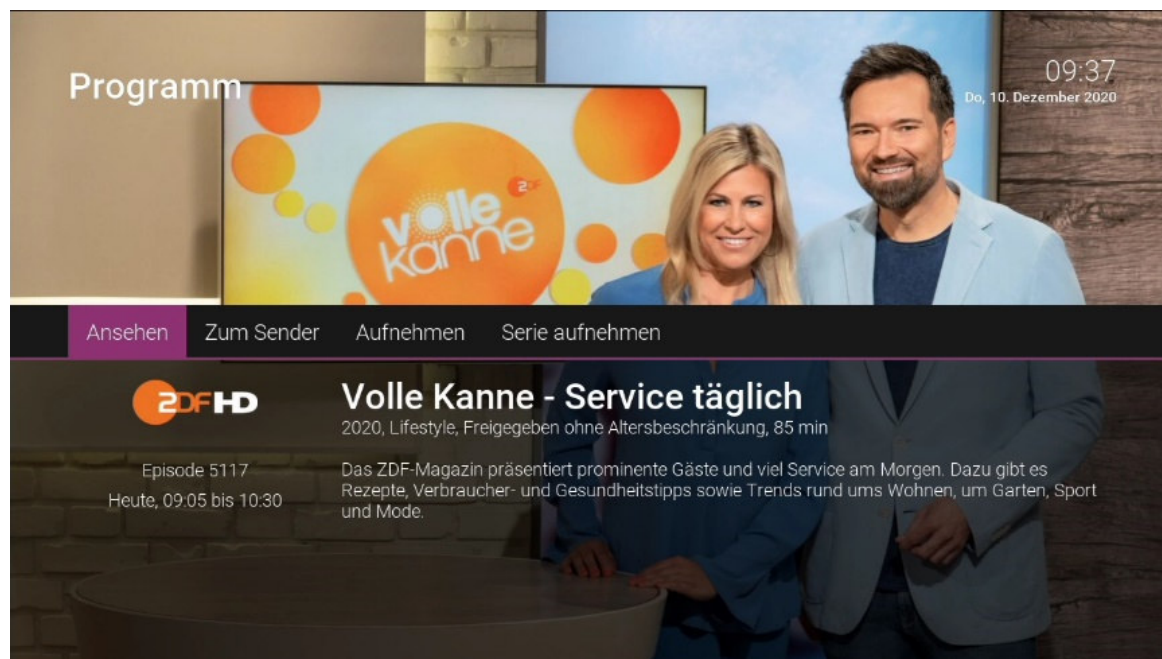 Programm
09:37
Do, 10. Dezember 2020
volle
kanne
ZDF
Ansehen Zum Sender Aufnehmen Serie aufnehmen
ZDF HD
Volle Kanne - Service täglich
2020, Lifestyle, Freigegeben ohne Altersbeschränkung, 85 min
Episode 5117
Heute, 09:05 bis 10:30
Das ZDF-Magazin präsentiert prominente Gäste und viel Service am Morgen. Dazu gibt es
Rezepte, Verbraucher- und Gesundheitstipps sowie Trends rund ums Wohnen, um Garten, Sport
und Mode.